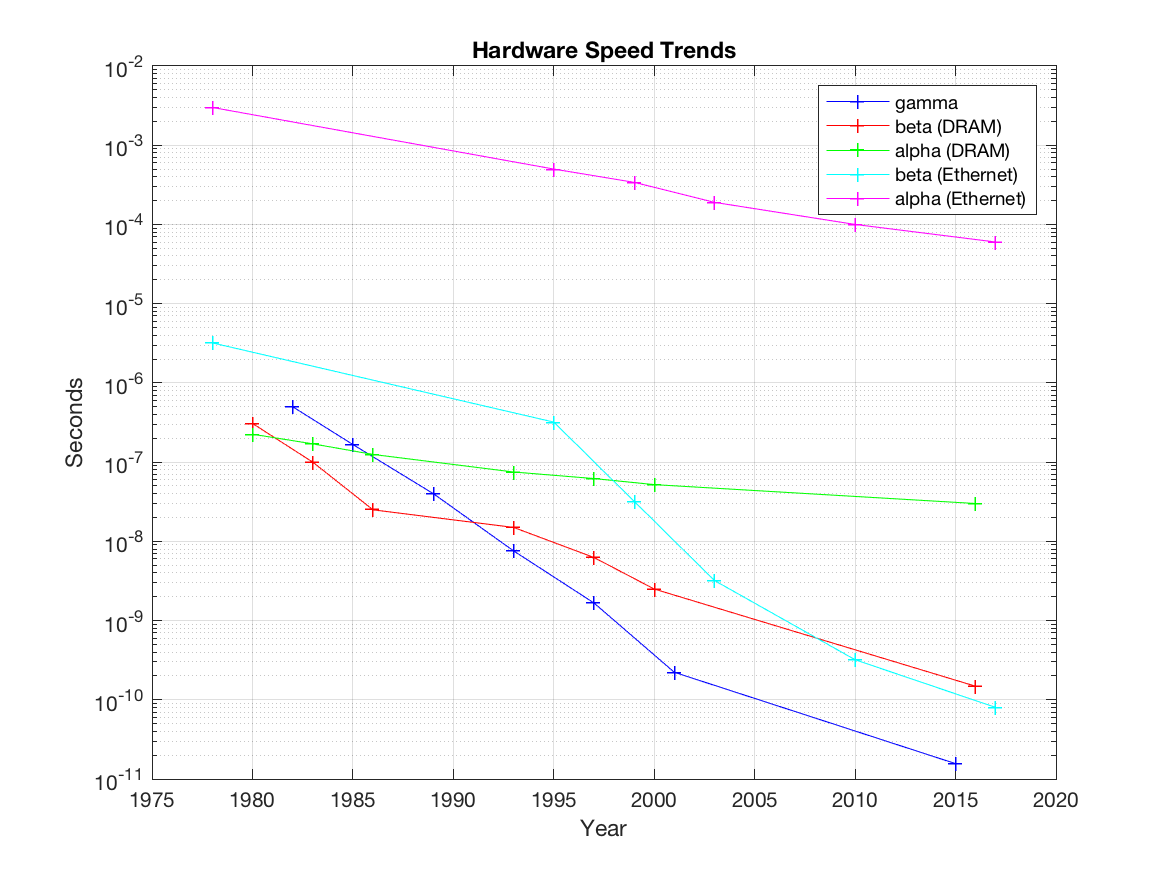 Hardware Speed Trends
10^-2
10^-3
10^-4
10^-5
10^-6
10^-7
10^-8
10^-9
10^-10
10^-11
Seconds
gamma
beta (DRAM)
alpha (DRAM)
beta (Ethernet)
alpha (Ethernet)
1975 1980 1985 1990 1995 2000 2005 2010 2015 2020
Year